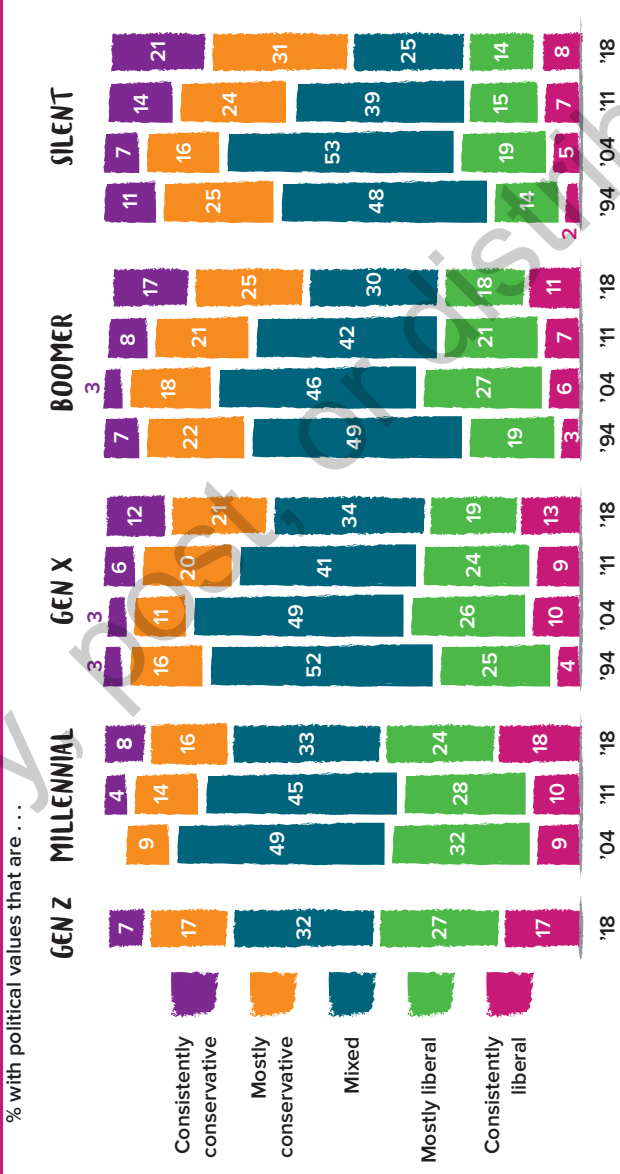 % with political values that are . . .
GEN Z MILLENNIAL GEN X BOOMER SILENT
Consistently
conservative
7 4 8 3 3 6 12 7 3 8 17 11 7 14 21
Mostly
conservative
17 9 14 16 16 11 20 21 22 18 21 25 25 16 24 31
Mixed
32 49 45 33 52 49 41 34 49 46 42 30 48 53 39 25
Mostly liberal
27 32 28 24 25 26 24 19 19 27 21 18 14 19 15 14
Consistently
liberal
17 9 10 18 4 10 9 13 3 6 7 11 2 5 7 8
'18 '04 '11 '18 '94 '04 '11 '18 '94 '04 '11 '18 '94 '04 '11 '18
y, post, or distrib